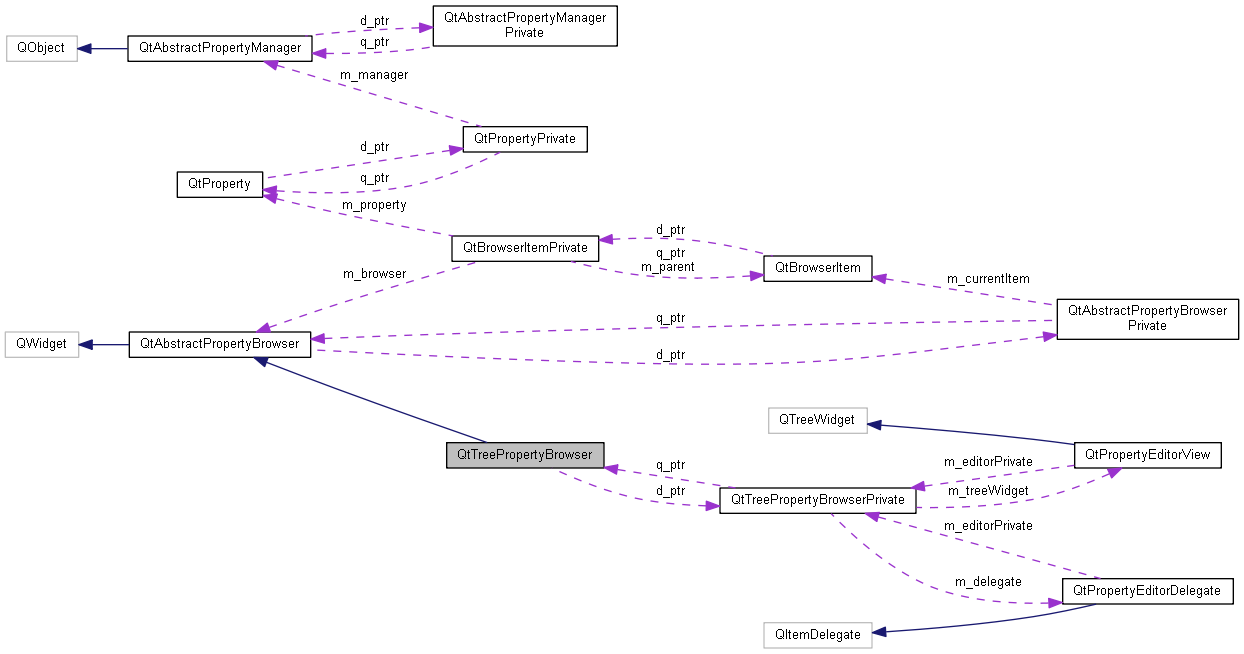 QtAbstractPropertyManager
Private
d_ptr
q_ptr
QObject
QtAbstractPropertyManager
m_manager
QtPropertyPrivate
d_ptr
q_ptr
QtProperty
m_property
QtBrowserItemPrivate
d_ptr
q_ptr
m_parent
QtBrowserItem
m_browser
m_currentItem
QtAbstractPropertyBrowser
Private
q_ptr
QWidget
QtAbstractPropertyBrowser
d_ptr
QTreeWidget
QtTreePropertyBrowser
QtPropertyEditorView
q_ptr
m_editorPrivate
d_ptr
m_treeWidget
QtTreePropertyBrowserPrivate
m_editorPrivate
m_delegate
QtPropertyEditorDelegate
QItemDelegate